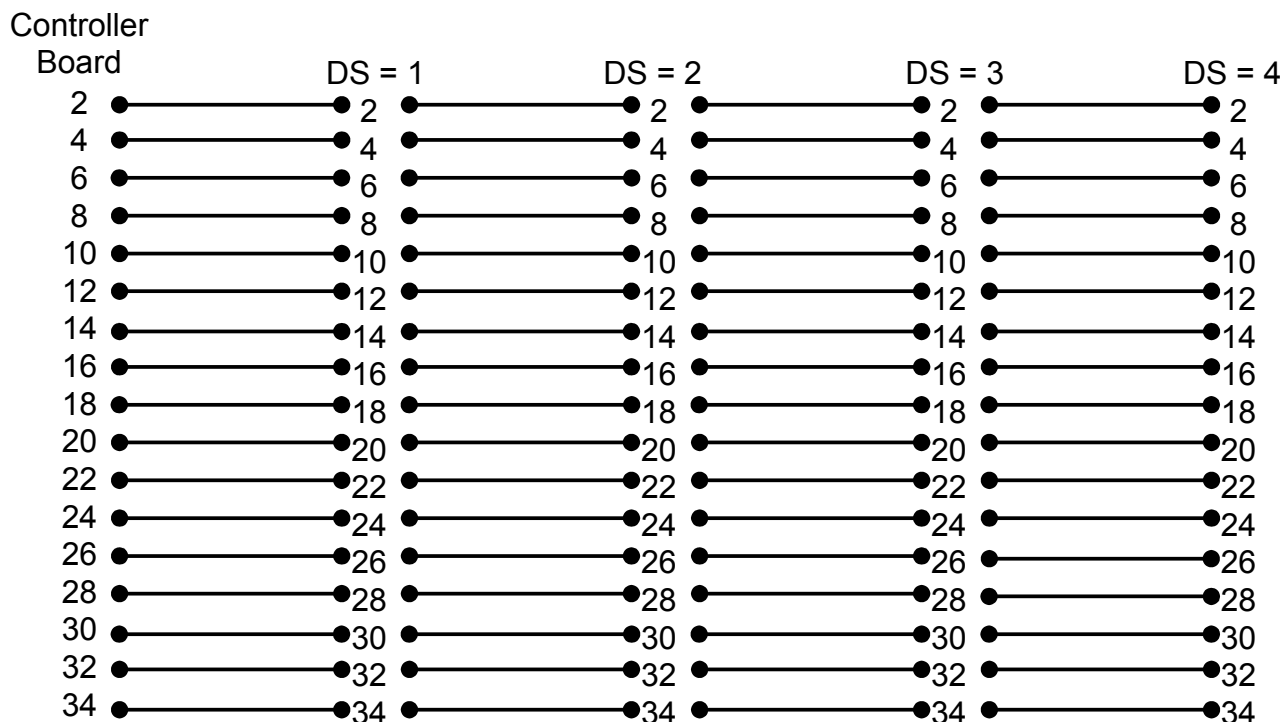 Controller
Board
DS = 1 DS = 2 DS = 3 DS = 4
2 2 2 2 2
4 4 4 4 4
6 6 6 6 6
8 8 8 8 8
10 10 10 10 10
12 12 12 12 12
14 14 14 14 14
16 16 16 16 16
18 18 18 18 18
20 20 20 20 20
22 22 22 22 22
24 24 24 24 24
26 26 26 26 26
28 28 28 28 28
30 30 30 30 30
32 32 32 32 32
34 34 34 34 34